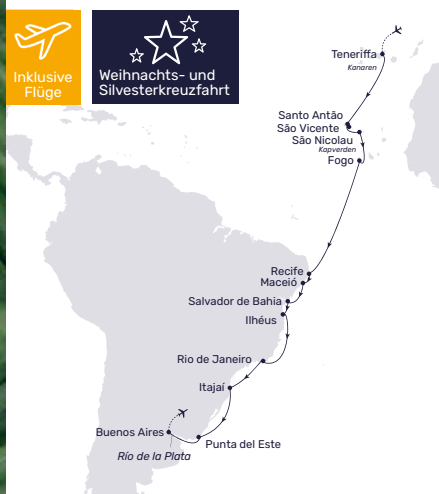 Inklusive
Flüge
Weihnachts- und
Silvesterkreuzfahrt
Teneriffa
Kanaren
Santo Antão
São Vicente
São Nicolau
Kapverden
Fogo
Recife
Maceió
Salvador de Bahia
Ilhéus
Rio de Janeiro
Itajaí
Buenos Aires
Punta del Este
Río de la Plata